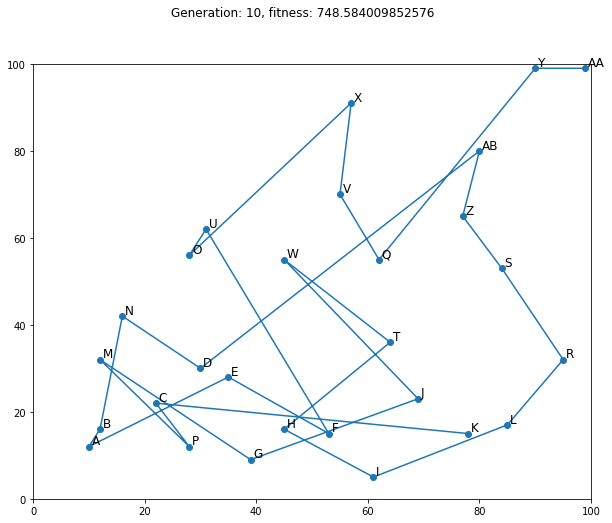 Generation: 10, fitness: 748.584009852576
100
Y
AA
X
80
AB
V
Z
60
U
O
W
Q
S
40
N
T
M
R
D
20
E
J
C
B
H
F
K
L
A
P
G
I
0
0 20 40 60 80 100